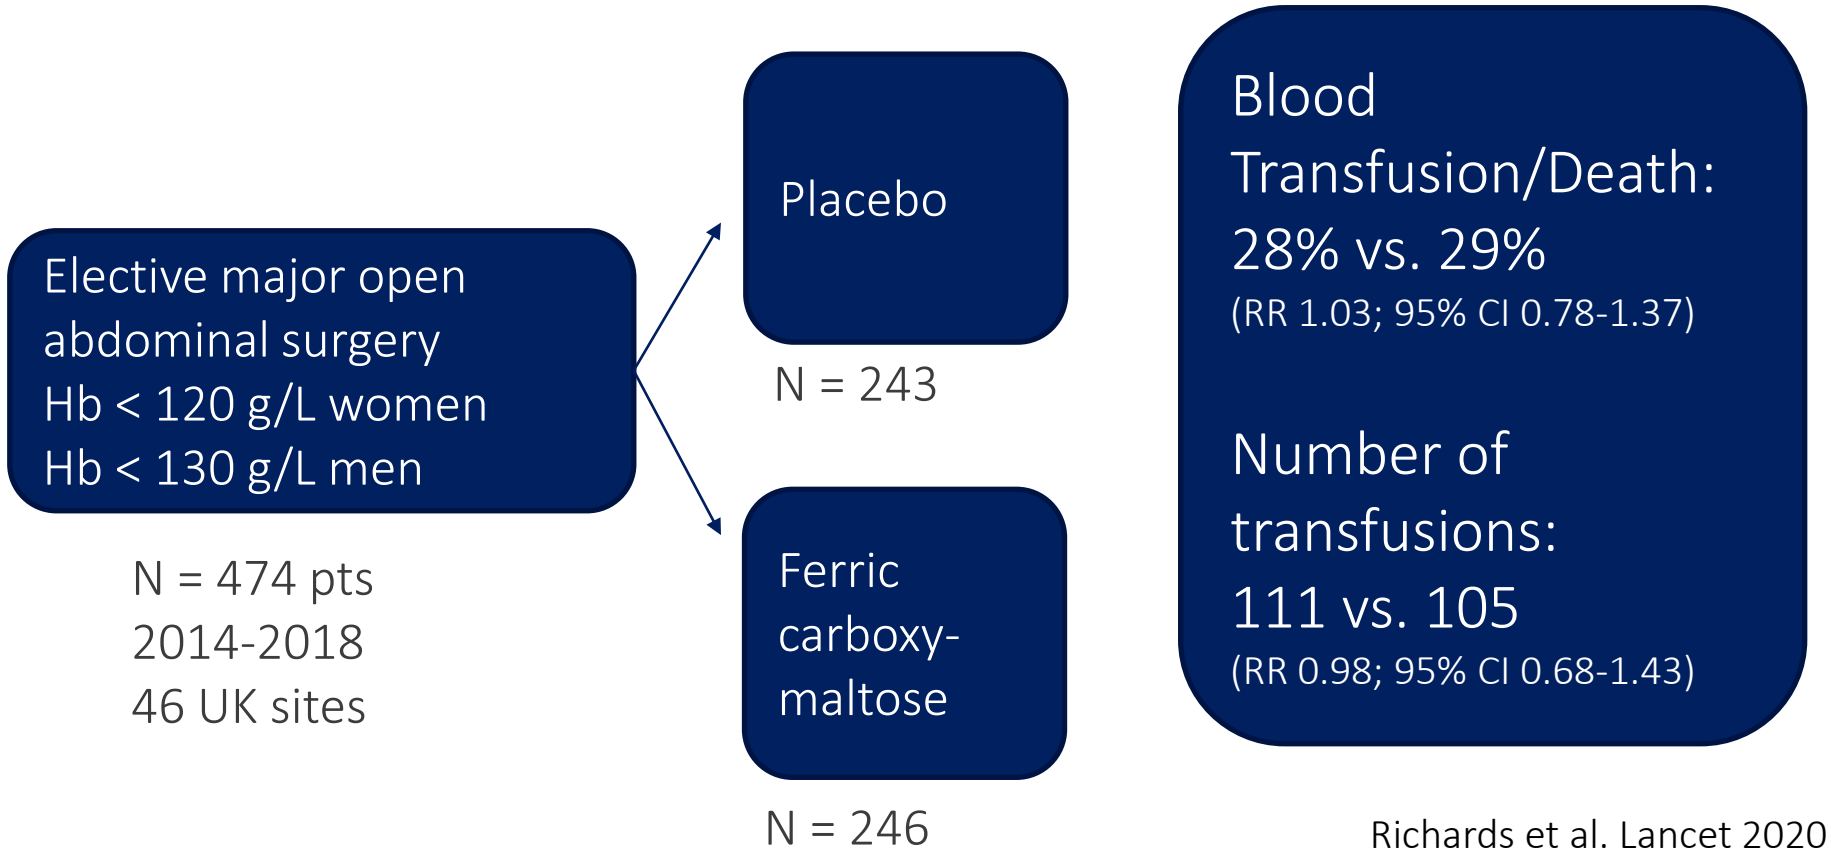 Elective major open
abdominal surgery
Hb < 120 g/L women
Hb < 130 g/L men
N = 474 pts
2014-2018
46 UK sites
Placebo
N = 243
Ferric
carboxy-
maltose
N = 246
Blood
Transfusion/Death:
28% vs. 29%
(RR 1.03; 95% CI 0.78-1.37)
Number of
transfusions:
111 vs. 105
(RR 0.98; 95% CI 0.68-1.43)
Richards et al. Lancet 2020